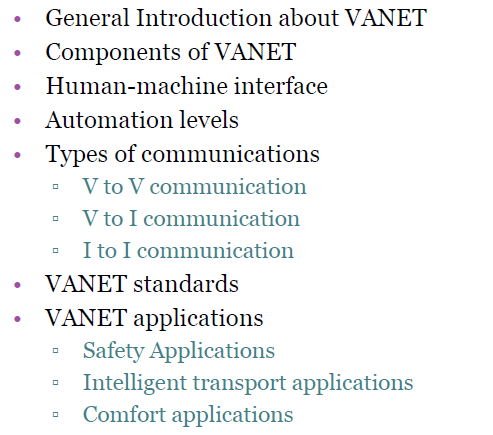 • General Introduction about VANET
• Components of VANET
• Human-machine interface
• Automation levels
• Types of communications
▫ V to V communication
▫ V to I communication
▫ I to I communication
• VANET standards
• VANET applications
▫ Safety Applications
▫ Intelligent transport applications
▫ Comfort applications